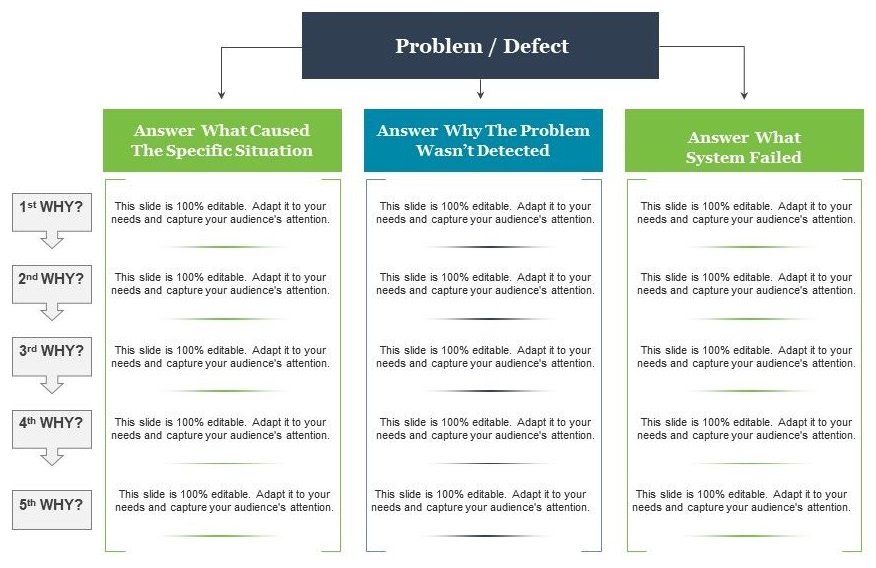 Problem / Defect
Answer What Caused
The Specific Situation
Answer Why The Problem
Wasn't Detected
Answer What
System Failed
1st WHY?
This slide is 100% editable. Adapt it to your
needs and capture your audience's attention.
This slide is 100% editable. Adapt it to your
needs and capture your audience's attention.
This slide is 100% editable. Adapt it to your
needs and capture your audience's attention.
2nd WHY?
This slide is 100% editable. Adapt it to your
needs and capture your audience's attention.
This slide is 100% editable. Adapt it to your
needs and capture your audience's attention.
This slide is 100% editable. Adapt it to your
needs and capture your audience's attention.
3rd WHY?
This slide is 100% editable. Adapt it to your
needs and capture your audience's attention.
This slide is 100% editable. Adapt it to your
needs and capture your audience's attention.
This slide is 100% editable. Adapt it to your
needs and capture your audience's attention.
4th WHY?
This slide is 100% editable. Adapt it to your
needs and capture your audience's attention.
This slide is 100% editable. Adapt it to your
needs and capture your audience's attention.
This slide is 100% editable. Adapt it to your
needs and capture your audience's attention.
5th WHY?
This slide is 100% editable. Adapt it to your
needs and capture your audience's attention.
This slide is 100% editable. Adapt it to your
needs and capture your audience's attention.
This slide is 100% editable. Adapt it to your
needs and capture your audience's attention.